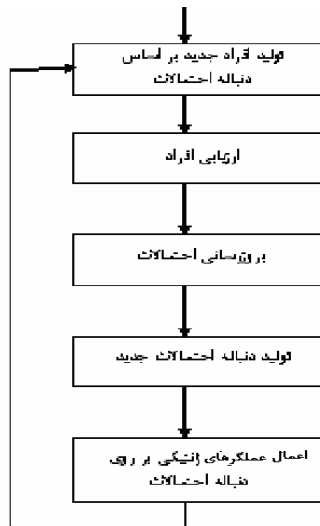 تولید افراد جدید بر اساس
دنباله احتمالات
ارزیابی افراد
بروزرسانی احتمالات
تولید دنباله احتمالات جدید
اعمال عملگرهای ژنتیکی بر روی
دنباله احتمالات